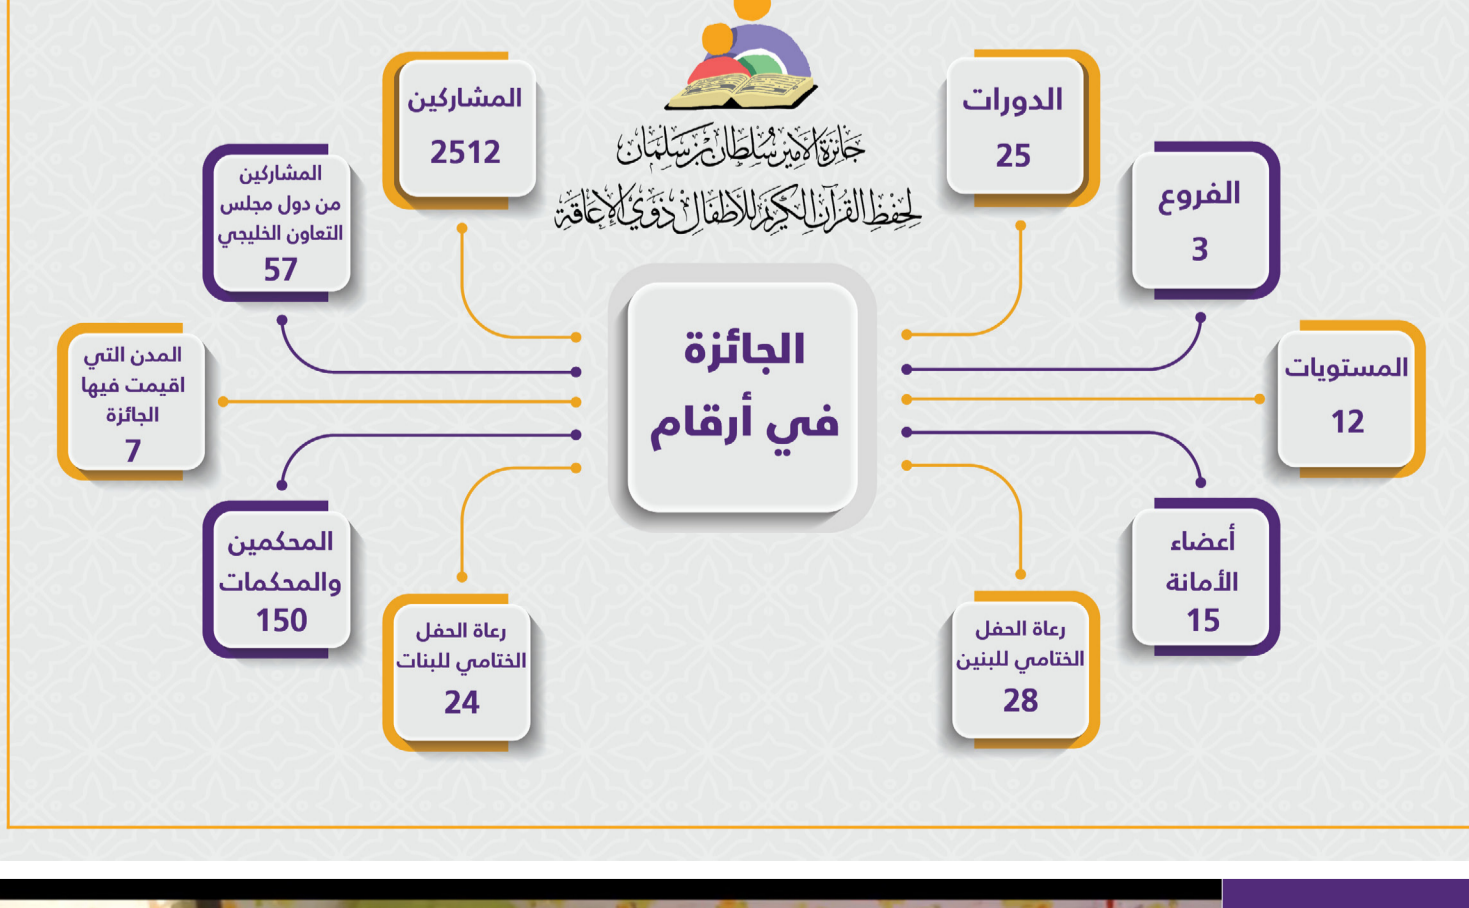 جائزة الأمير سلطان بن سلمان
لحفظ القرآن الكريم للأطفال ذوي الإعاقة
الجائزة
في أرقام
الدورات
25
الفروع
3
المستويات
12
أعضاء
الأمانة
15
رعاة الحفل
الختامي للبنين
28
المشاركين
2512
المشاركين
من دول مجلس
التعاون الخليجي
57
المدن التي
اقيمت فيها
الجائزة
7
المحكمين
والمحكمات
150
رعاة الحفل
الختامي للبنات
24